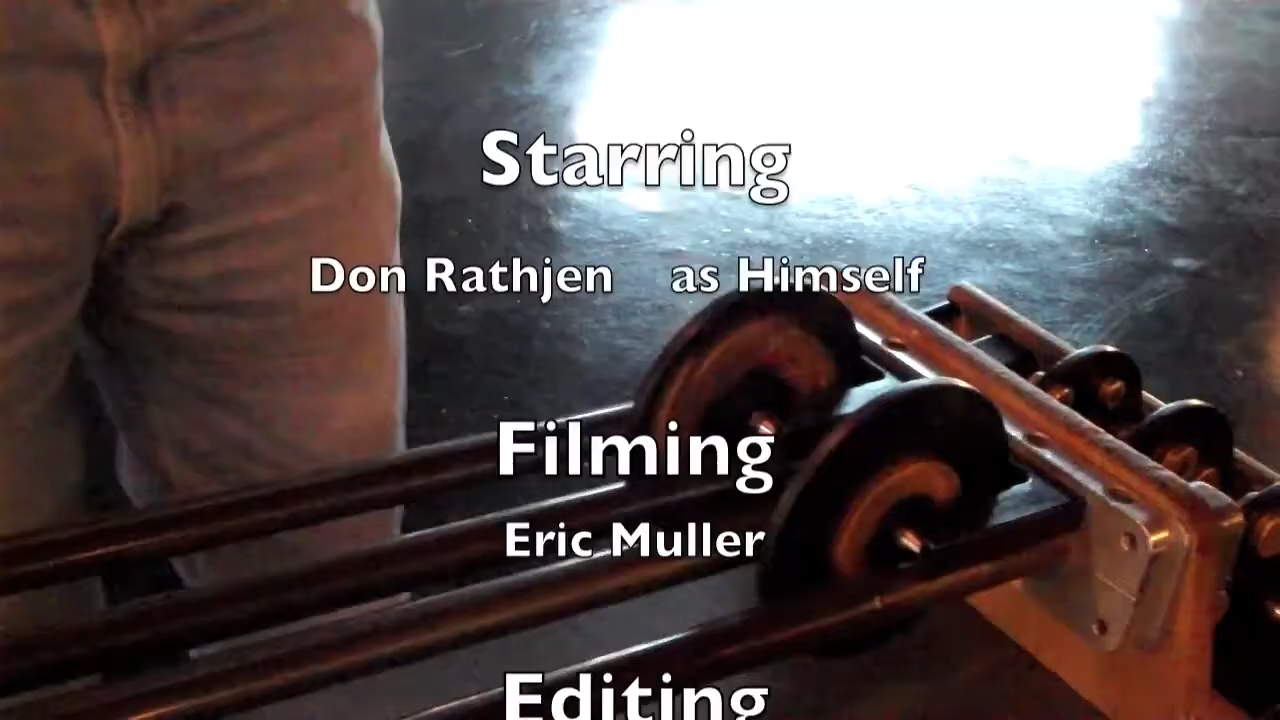 Starring
Don Rathjen as Himself
Filming
Eric Muller
Editing